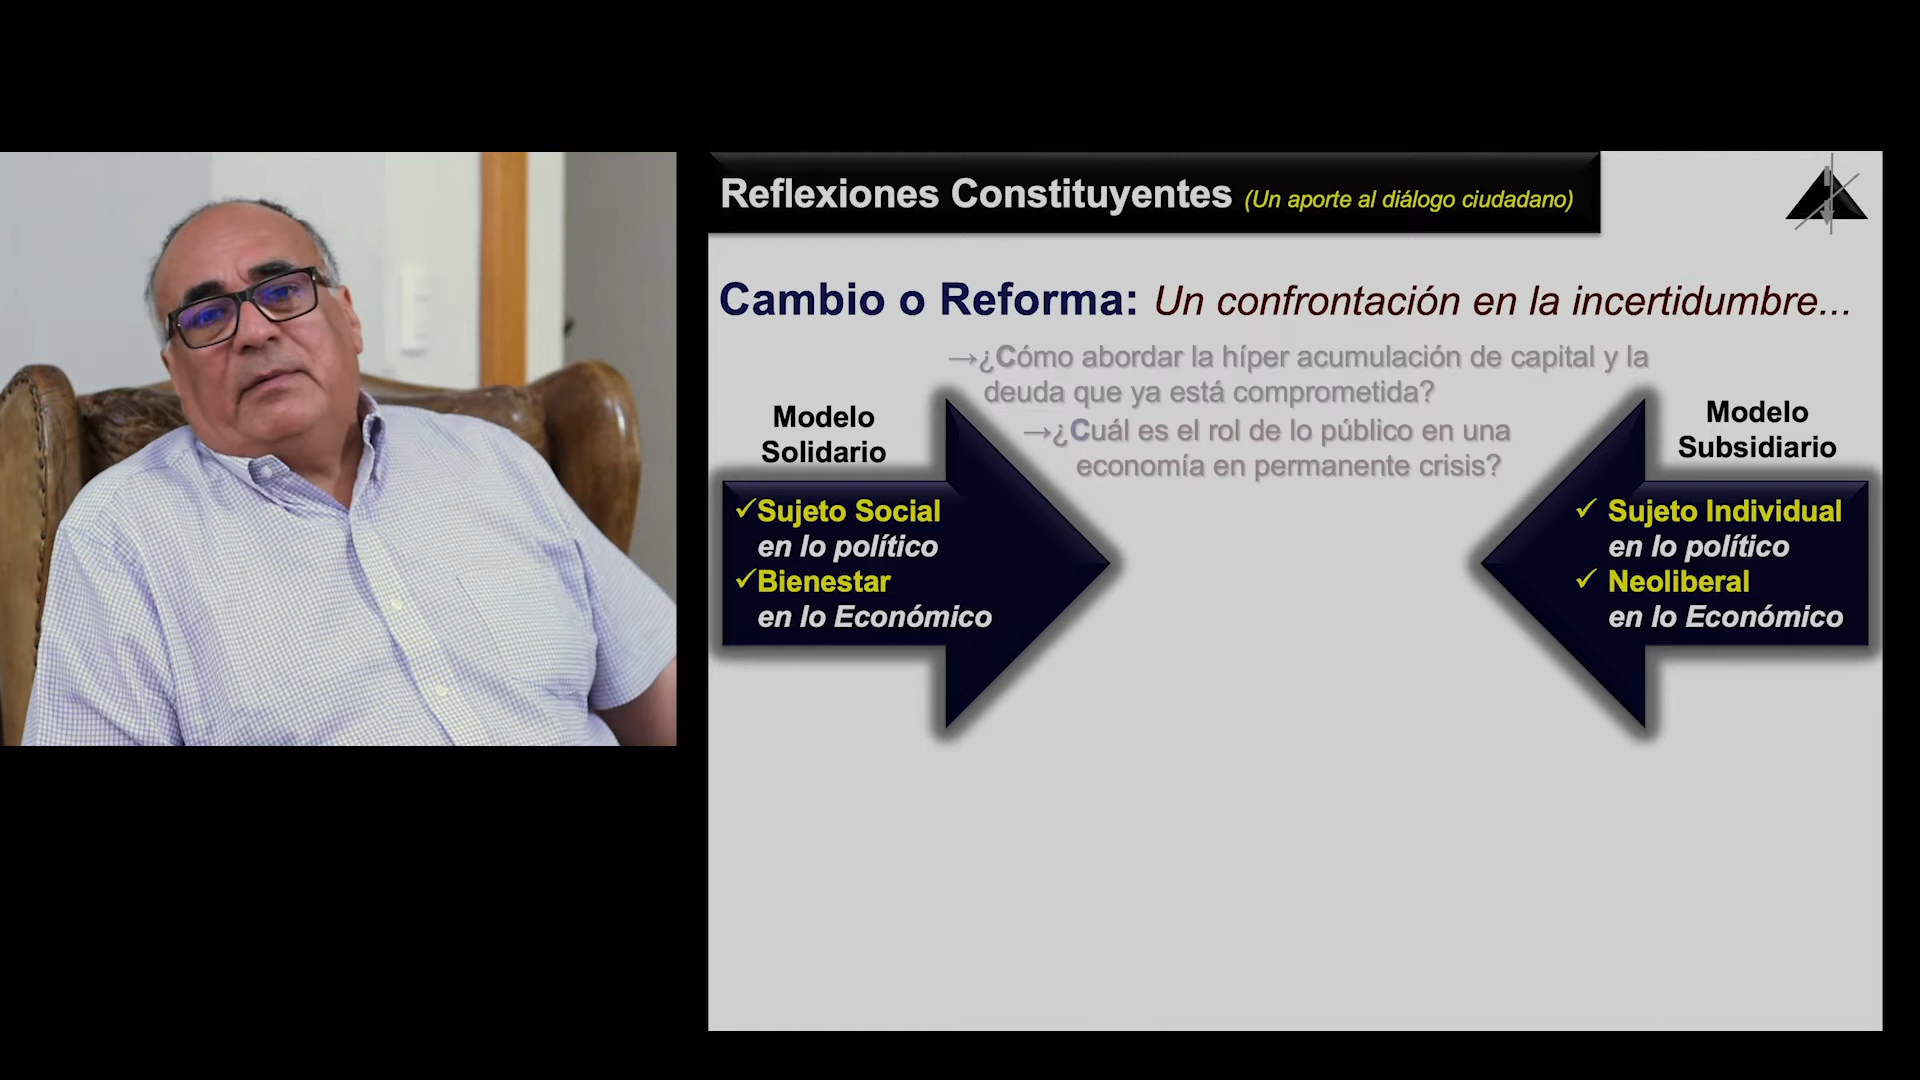 Reflexiones Constituyentes (Un aporte al diálogo ciudadano)
Cambio o Reforma: Un confrontación en la incertidumbre...
→¿Cómo abordar la híper acumulación de capital y la
deuda que ya está comprometida?
→¿Cuál es el rol de lo público en una
economía en permanente crisis?
Modelo
Solidario
✓Sujeto Social
en lo político
✓Bienestar
en lo Económico
Modelo
Subsidiario
✓ Sujeto Individual
en lo político
✓ Neoliberal
en lo Económico